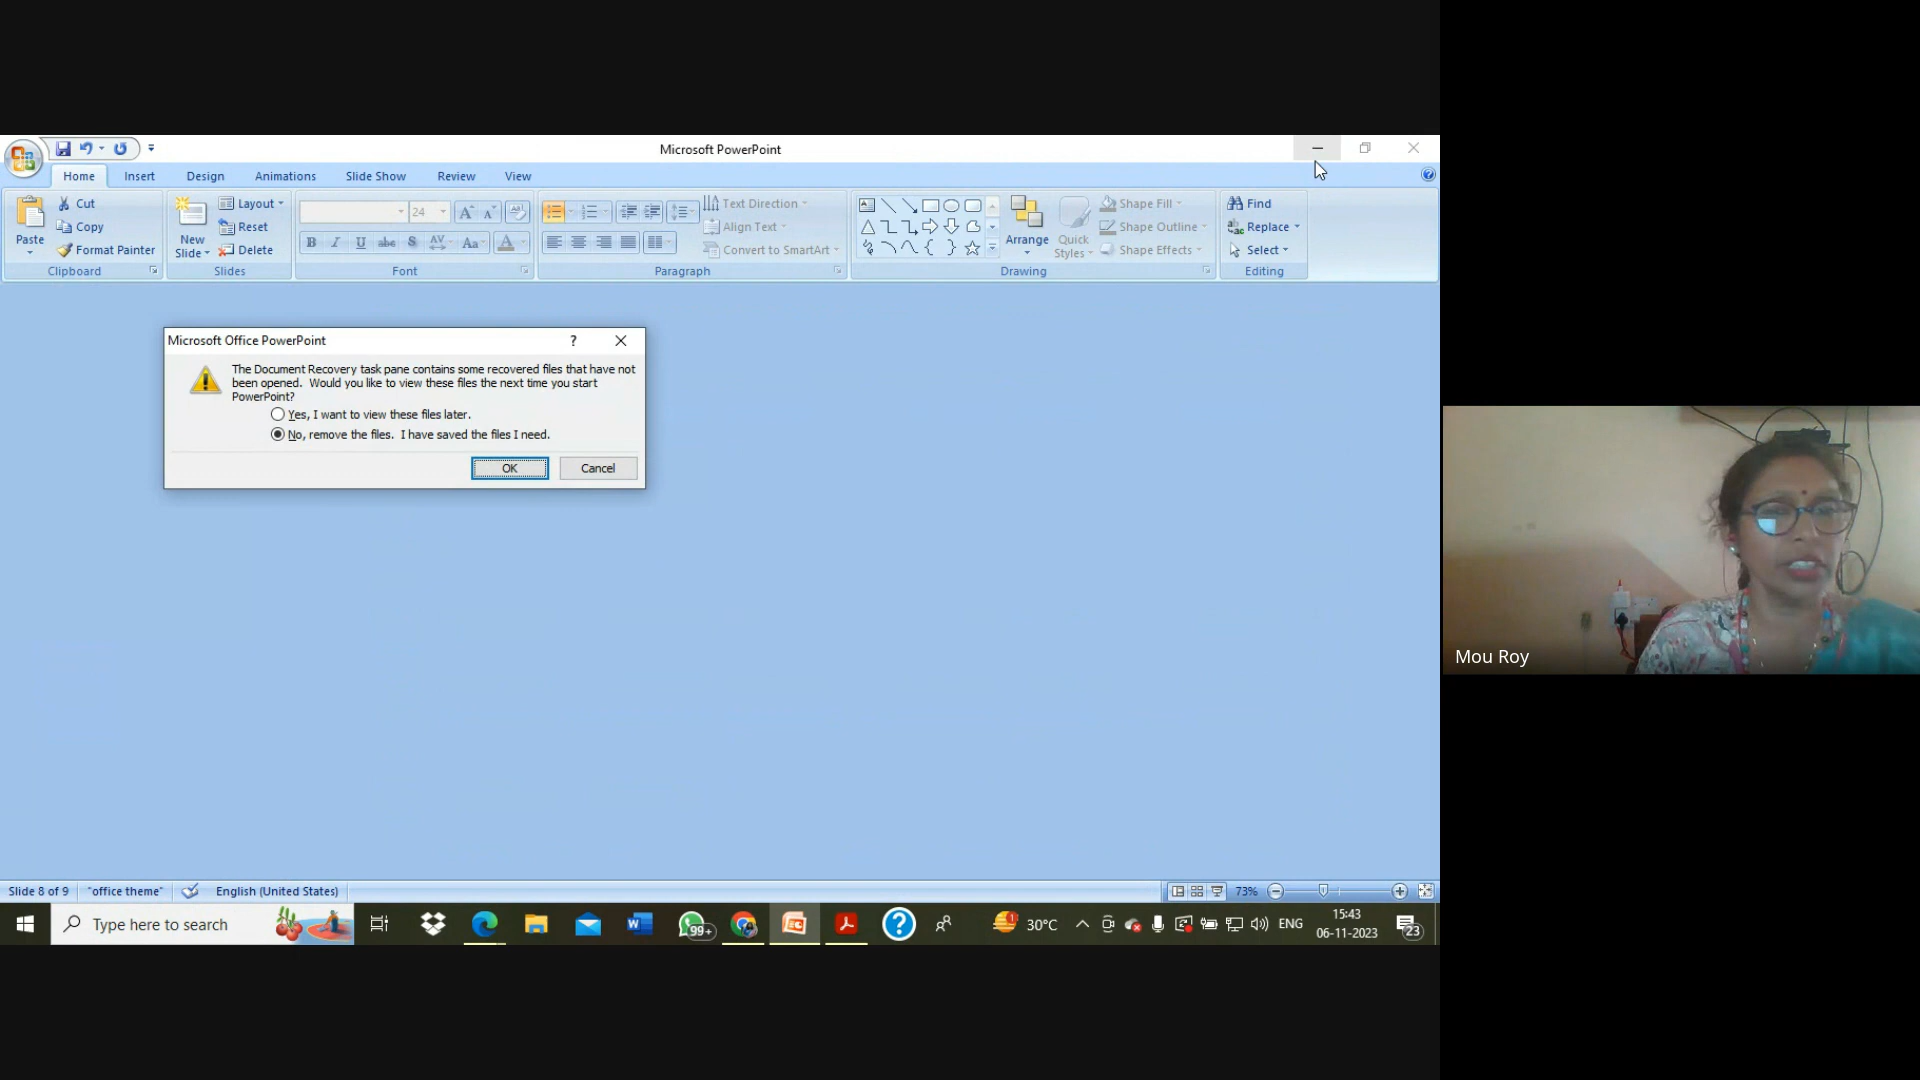 Microsoft PowerPoint
Home Insert Design Animations Slide Show Review View
Paste
Cut
Copy
Format Painter
Clipboard
New
Slide
Layout
Reset
Delete
Slides
24
B I U abc S AV Aa A
Font
Text Direction
Align Text
Convert to SmartArt
Paragraph
Arrange
Quick
Styles
Shape Fill
Shape Outline
Shape Effects
Drawing
Find
Replace
Select
Editing
Microsoft Office PowerPoint
The Document Recovery task pane contains some recovered files that have not
been opened. Would you like to view these files the next time you start
PowerPoint?
Yes, I want to view these files later.
No, remove the files. I have saved the files I need.
OK Cancel
Mou Roy
Slide 8 of 9 "office theme" English (United States) 73%
Type here to search 99+ 30°C ENG
15:43
06-11-2023
23